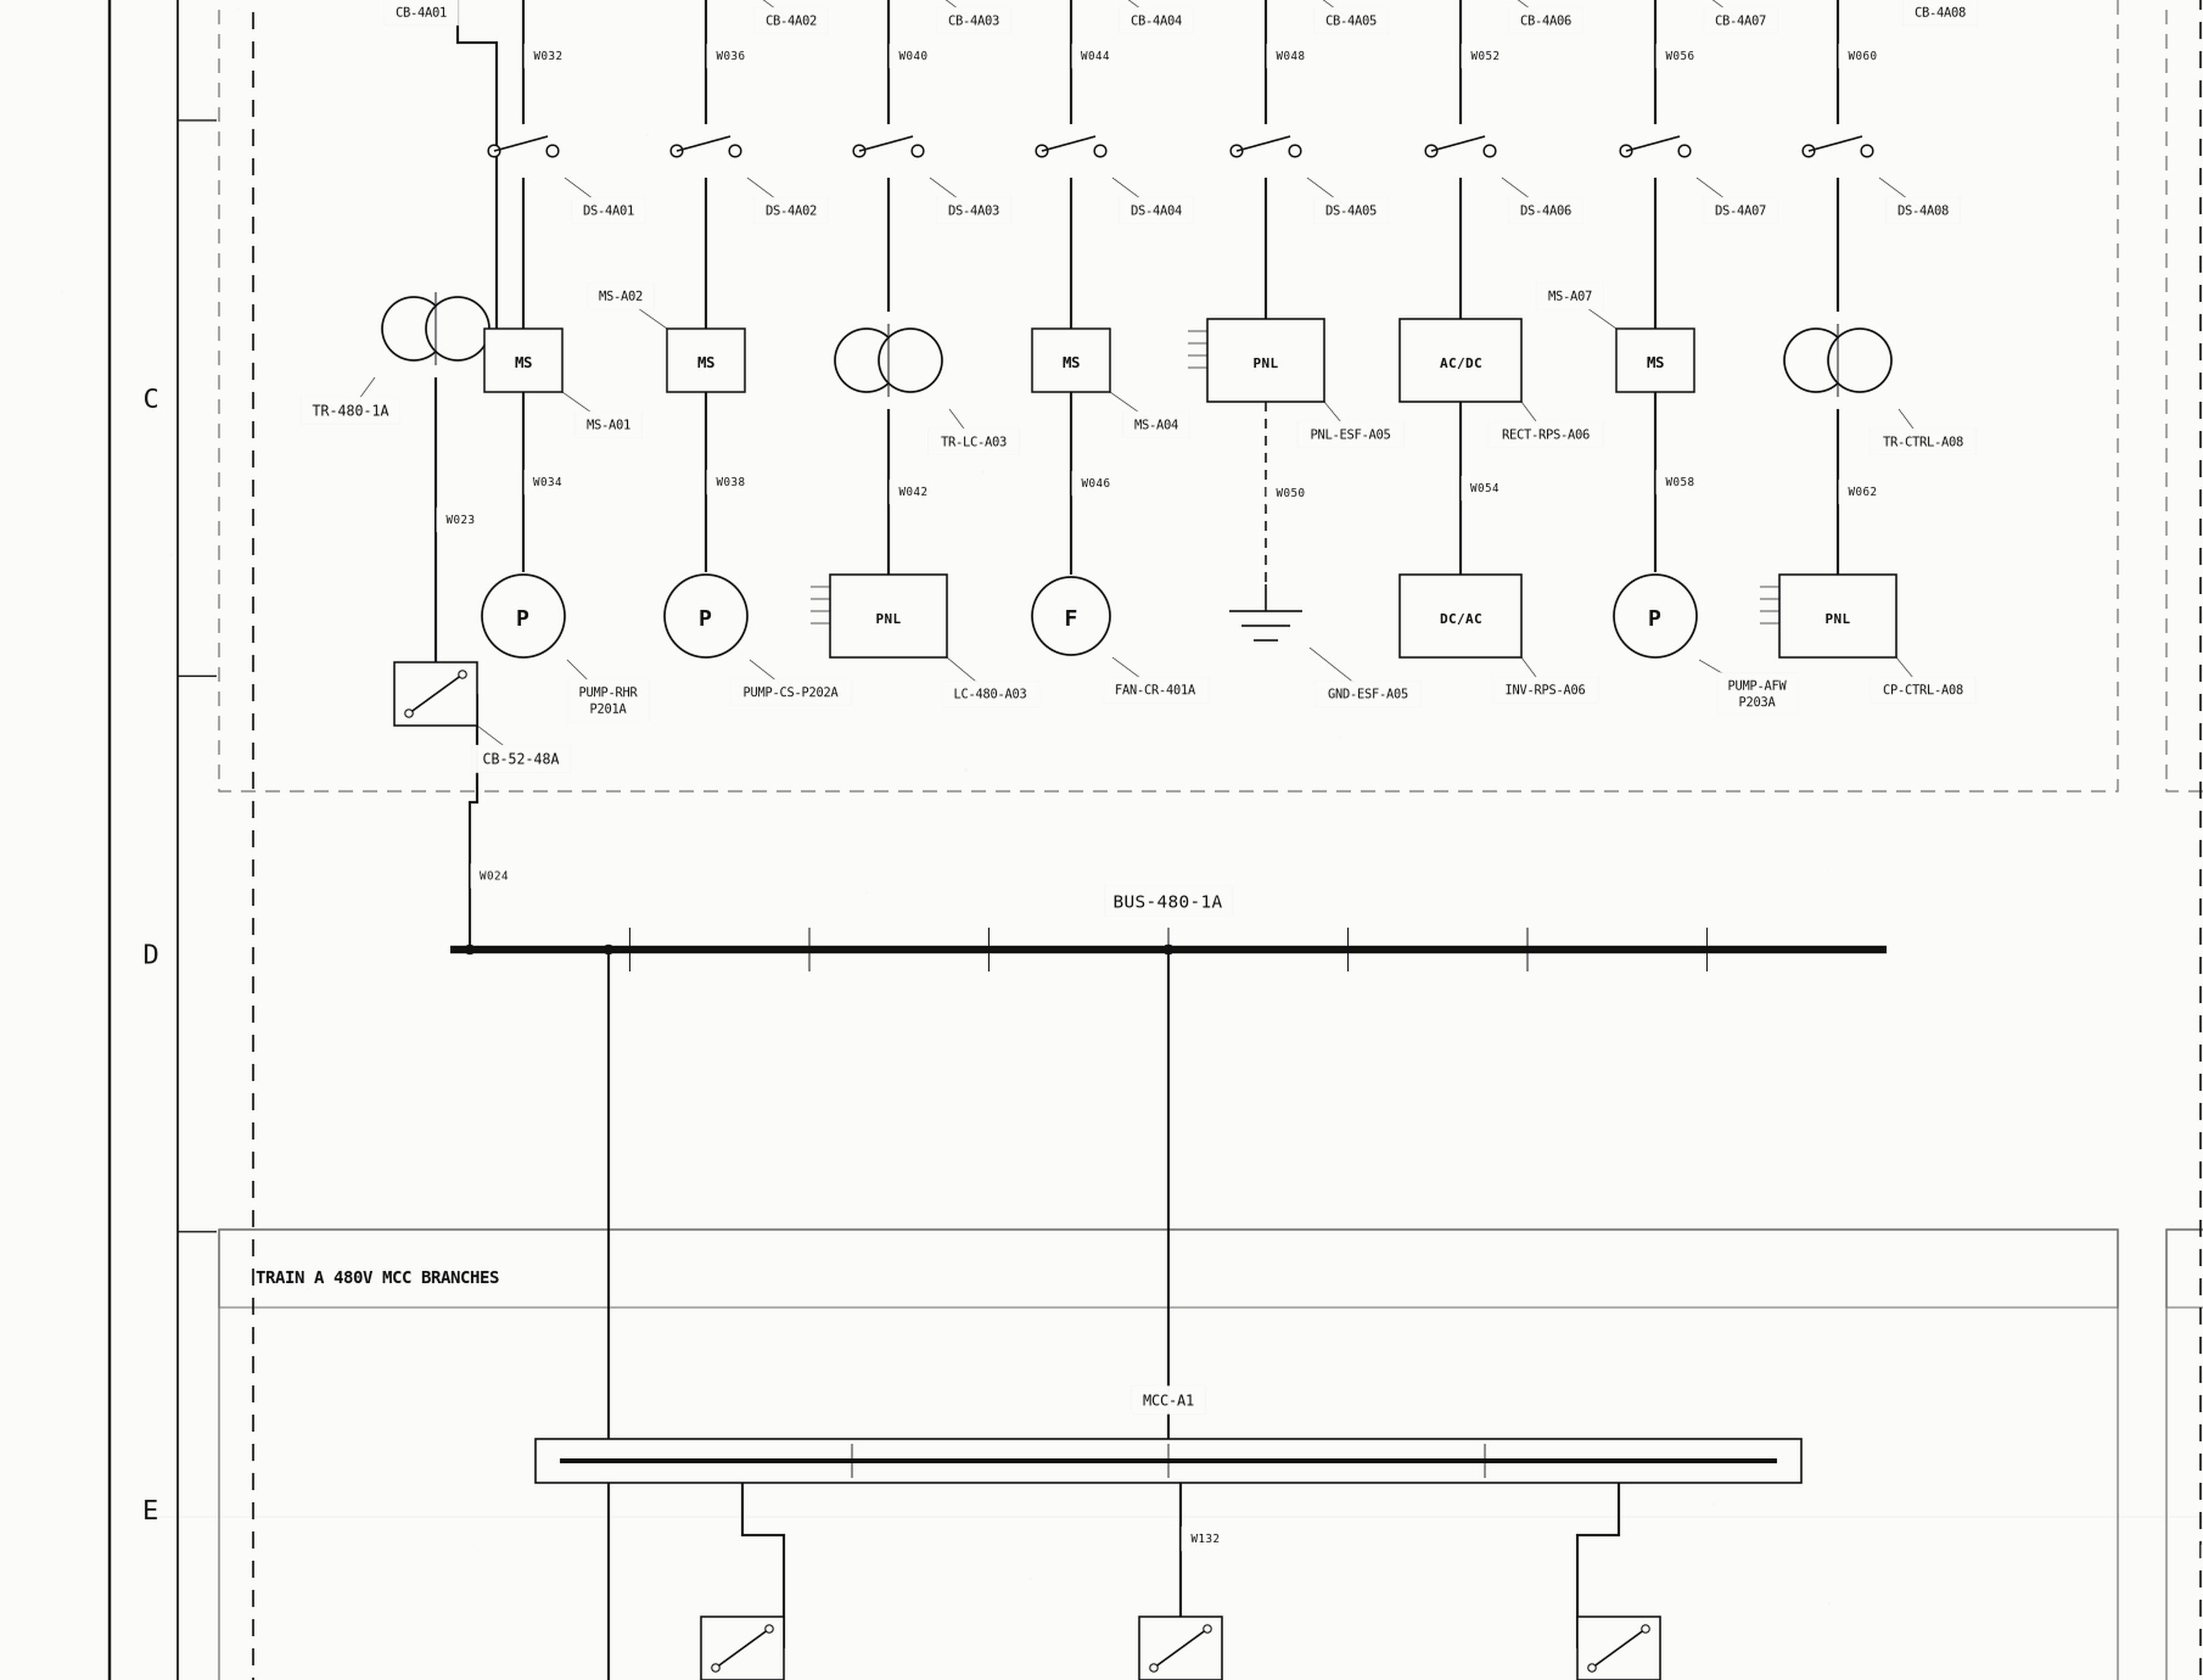 CB-4A01
CB-4A02
CB-4A03
CB-4A04
CB-4A05
CB-4A06
CB-4A07
CB-4A08
W032
W036
W040
W044
W048
W052
W056
W060
DS-4A01
DS-4A02
DS-4A03
DS-4A04
DS-4A05
DS-4A06
DS-4A07
DS-4A08
MS-A02
MS-A07
MS
MS
MS
PNL
AC/DC
MS
C
TR-480-1A
MS-A01
TR-LC-A03
MS-A04
PNL-ESF-A05
RECT-RPS-A06
TR-CTRL-A08
W034
W038
W042
W046
W050
W054
W058
W062
W023
P
P
PNL
F
DC/AC
P
PNL
PUMP-RHR
P201A
PUMP-CS-P202A
LC-480-A03
FAN-CR-401A
GND-ESF-A05
INV-RPS-A06
PUMP-AFW
P203A
CP-CTRL-A08
CB-52-48A
W024
BUS-480-1A
D
TRAIN A 480V MCC BRANCHES
MCC-A1
E
W132